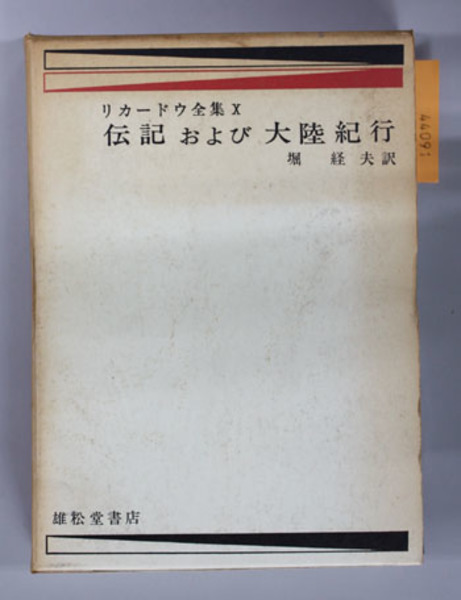 リカードウ全集 X
伝記 および 大陸紀行
堀 経夫訳
雄松堂書店